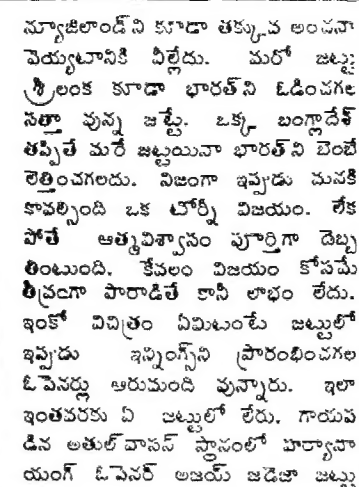 న్యూజిలాండ్‌ని కూడా తక్కువ అంచనా
వెయ్యటానికి వీల్లేదు. మరో జట్టు
శ్రీలంక కూడా భారత్‌ని ఓడించగల
సత్తా వున్న జట్టే. ఒక్క బంగ్లాదేశ్
తప్పితే మరే జట్టయినా భారత్‌ని బెంబే
లెత్తించగలదు. నిజంగా ఇప్పుడు మనకి
కావల్సింది ఒక టోర్నీ విజయం. లేక
పోతే ఆత్మవిశ్వాసం పూర్తిగా దెబ్బ
తింటుంది. కేవలం విజయం కోసమే
తీవ్రంగా పారాడితే కానీ లాభం లేదు.
ఇంకో విచిత్రం ఏమిటంటే జట్టులో
ఇప్పుడు ఇన్నింగ్స్‌ని ప్రారంభించగల
ఓపెనర్లు ఆరుమంది వున్నారు. ఇలా
ఇంతవరకు ఏ జట్టులో లేరు. గాయప
డిన అతుల్‌వాసన్ స్థానంలో హర్యానా
యంగ్ ఓపెనర్ అజయ్ జడేజా జట్టు